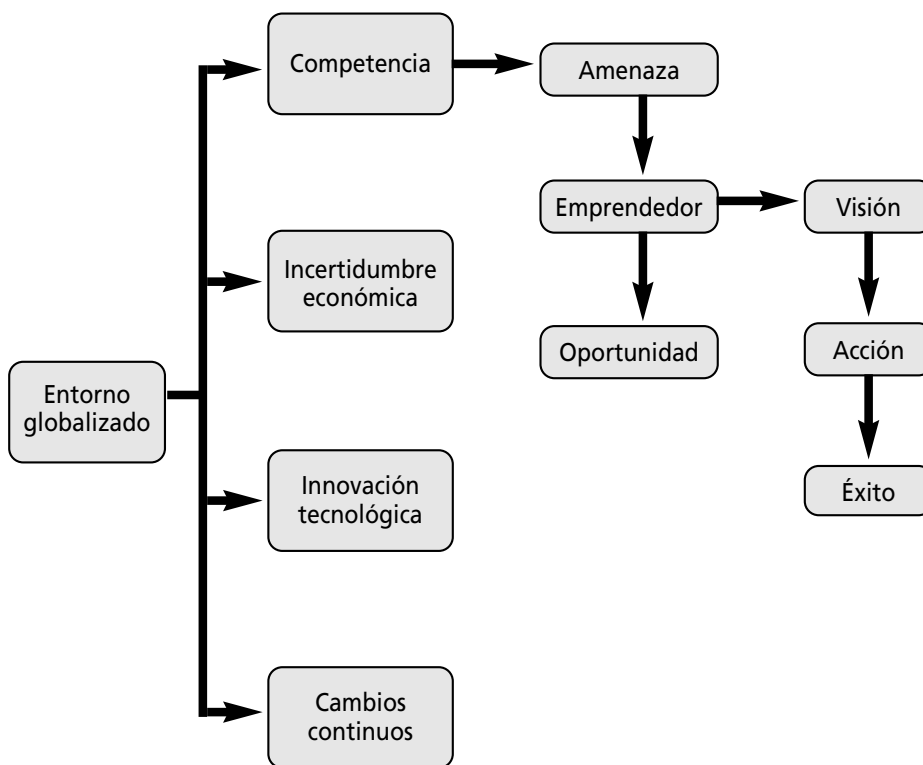 Competencia
Amenaza
Emprendedor
Visión
Incertidumbre
económica
Oportunidad
Acción
Entorno
globalizado
Innovación
tecnológica
Éxito
Cambios
continuos